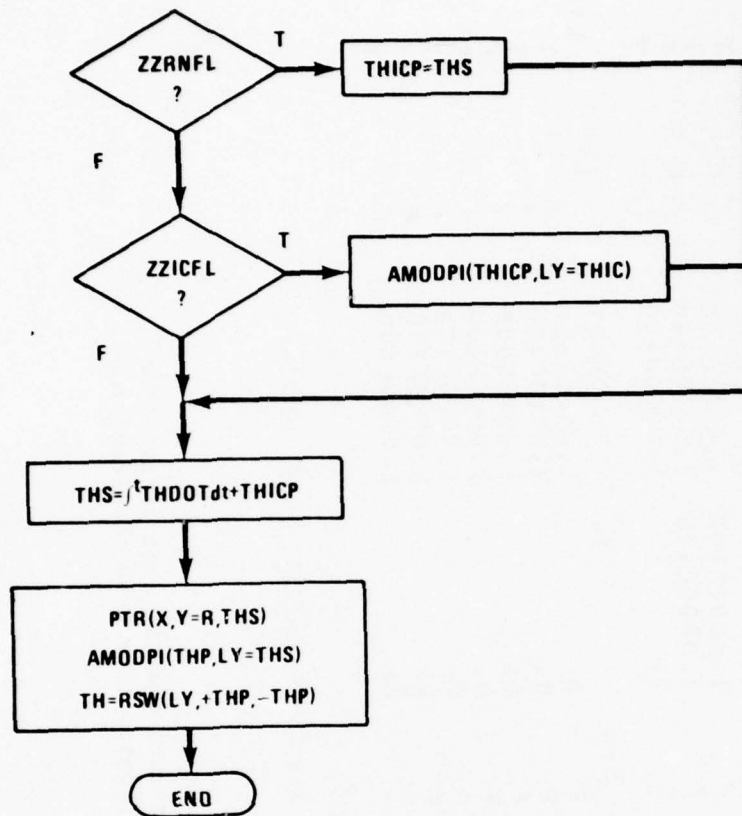 ZZRNFL
?
T
THICP=THS
F
ZZICFL
?
T
AMODPI(THICP,LY=THIC)
F
THS=∫ᵗTHDOTdt+THICP
PTR(X,Y=R,THS)
AMODPI(THP,LY=THS)
TH=RSW(LY,+THP,-THP)
END